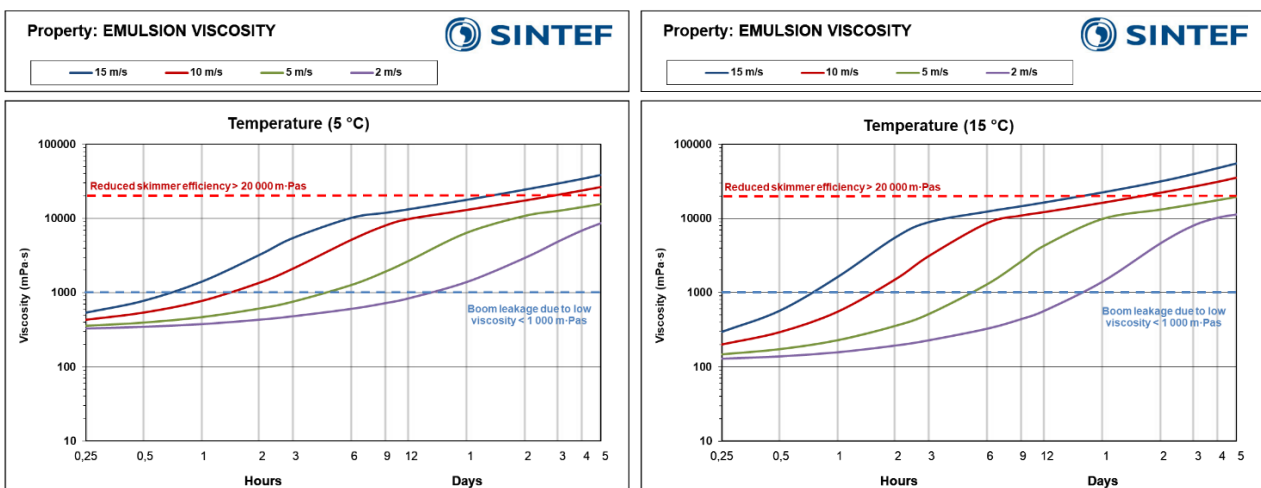 Property: EMULSION VISCOSITY
SINTEF
15 m/s 10 m/s 5 m/s 2 m/s
Temperature (5 °C)
100000
Reduced skimmer efficiency > 20 000 m·Pas
10000
Viscosity (mPa·s)
1000
Boom leakage due to low
viscosity < 1 000 m·Pas
100
10
0,25 0,5 1 2 3 6 9 12 1 2 3 4 5
Hours Days
Property: EMULSION VISCOSITY
SINTEF
15 m/s 10 m/s 5 m/s 2 m/s
Temperature (15 °C)
100000
Reduced skimmer efficiency > 20 000 m·Pas
10000
Viscosity (mPa·s)
1000
Boom leakage due to low
viscosity < 1 000 m·Pas
100
10
0,25 0,5 1 2 3 6 9 12 1 2 3 4 5
Hours Days